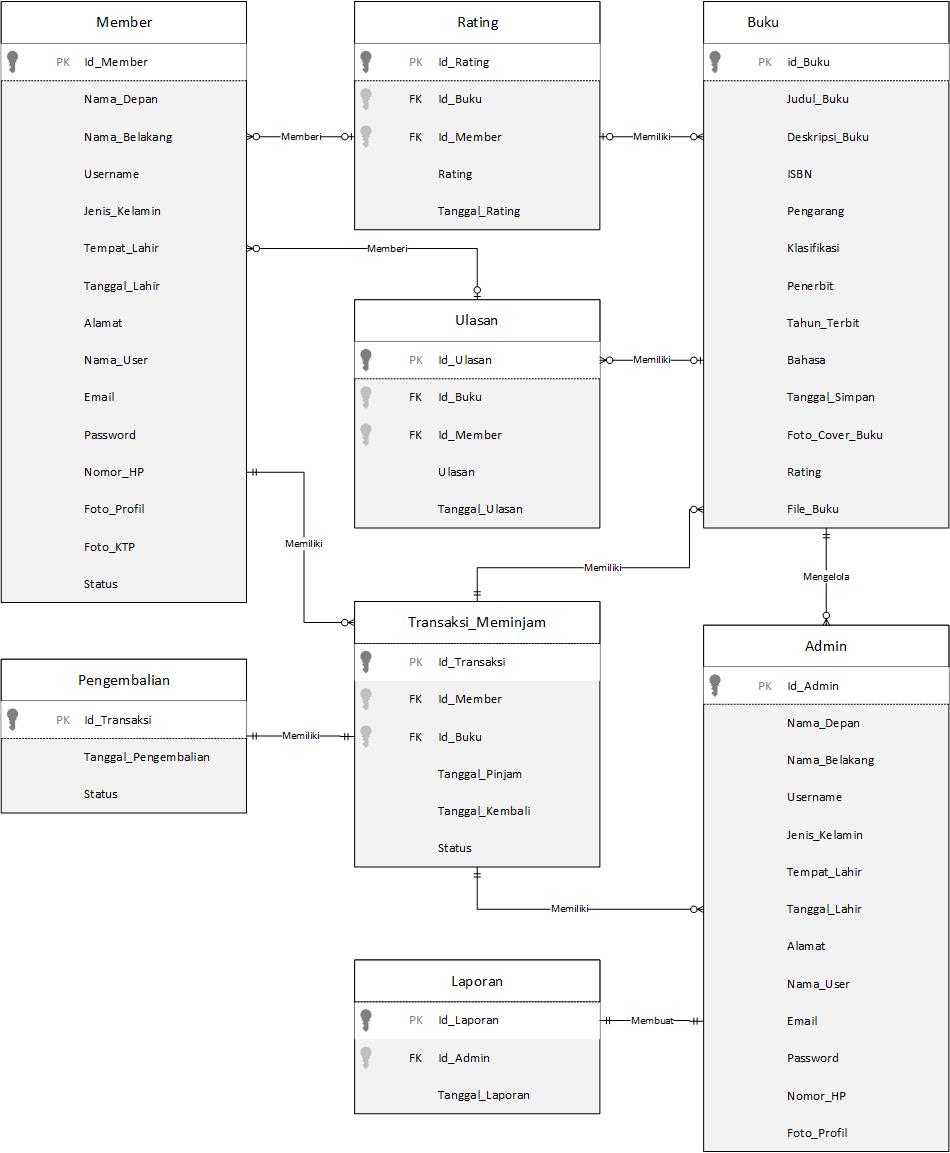 Member
PK Id_Member
Nama_Depan
Nama_Belakang
Username
Jenis_Kelamin
Tempat_Lahir
Tanggal_Lahir
Alamat
Nama_User
Email
Password
Nomor_HP
Foto_Profil
Foto_KTP
Status
Memberi
Memberi
Memiliki
Rating
PK Id_Rating
FK Id_Buku
FK Id_Member
Rating
Tanggal_Rating
Memiliki
Ulasan
PK Id_Ulasan
FK Id_Buku
FK Id_Member
Ulasan
Tanggal_Ulasan
Memiliki
Memiliki
Buku
PK id_Buku
Judul_Buku
Deskripsi_Buku
ISBN
Pengarang
Klasifikasi
Penerbit
Tahun_Terbit
Bahasa
Tanggal_Simpan
Foto_Cover_Buku
Rating
File_Buku
Mengelola
Pengembalian
PK Id_Transaksi
Tanggal_Pengembalian
Status
Memiliki
Transaksi_Meminjam
PK Id_Transaksi
FK Id_Member
FK Id_Buku
Tanggal_Pinjam
Tanggal_Kembali
Status
Memiliki
Laporan
PK Id_Laporan
FK Id_Admin
Tanggal_Laporan
Membuat
Admin
PK Id_Admin
Nama_Depan
Nama_Belakang
Username
Jenis_Kelamin
Tempat_Lahir
Tanggal_Lahir
Alamat
Nama_User
Email
Password
Nomor_HP
Foto_Profil